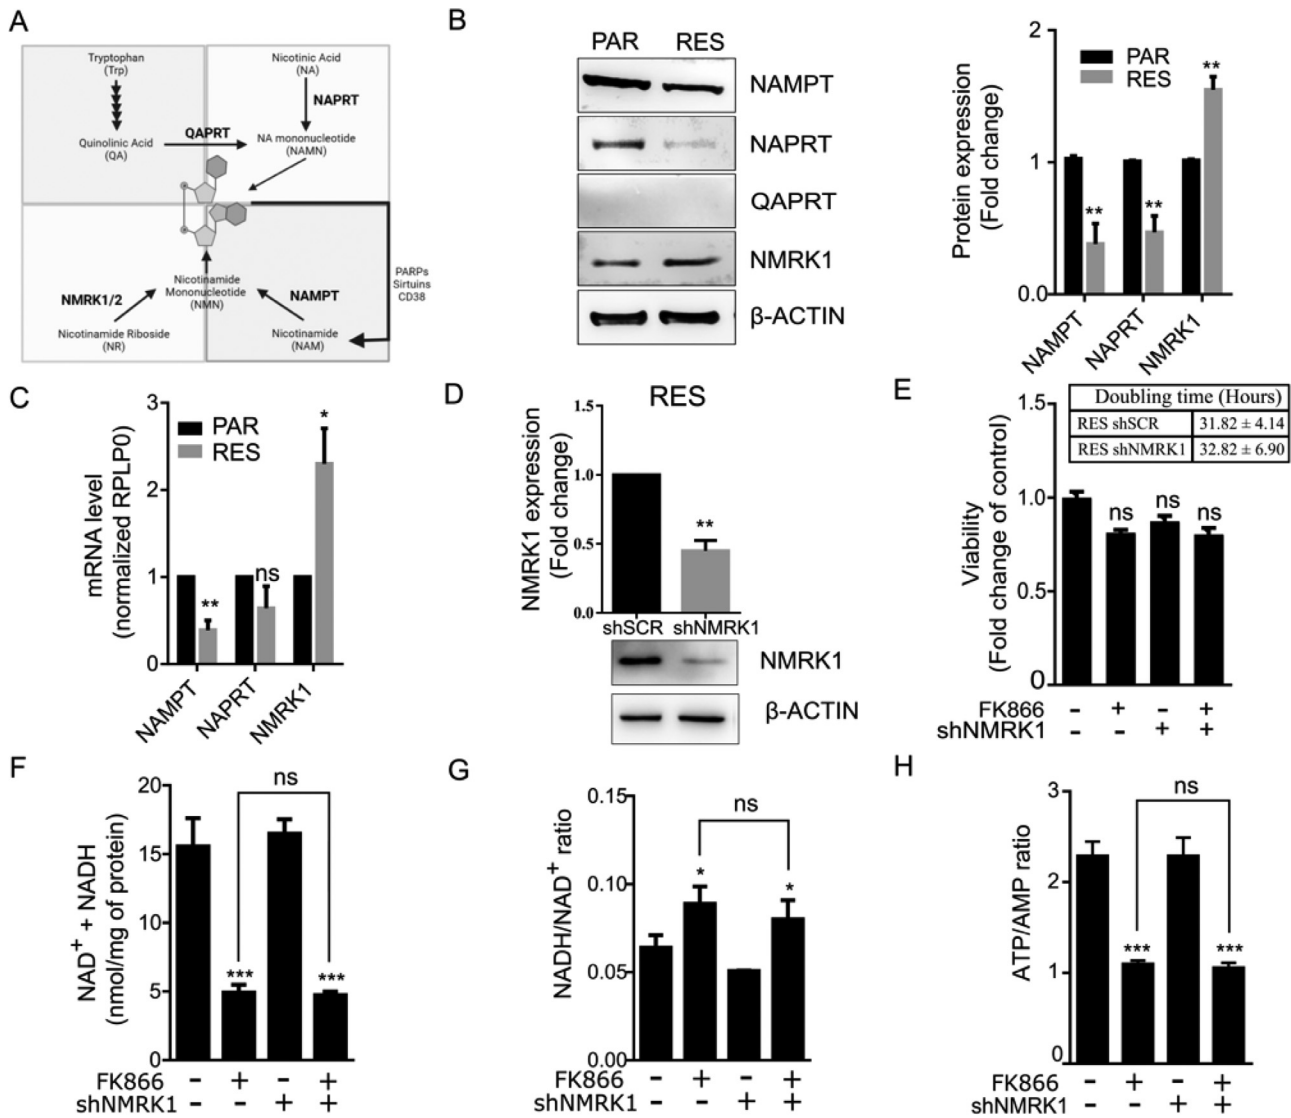 A
Tryptophan
(Trp)
Nicotinic Acid
(NA)
NAPRT
QAPRT
Quinolinic Acid
(QA)
NA mononucleotide
(NAMN)
Nicotinamide
Mononucleotide
(NMN)
NMRK1/2
NAMPT
PARPs
Sirtuins
CD38
Nicotinamide Riboside
(NR)
Nicotinamide
(NAM)
B
PAR RES
NAMPT
NAPRT
QAPRT
NMRK1
β-ACTIN
Protein expression
(Fold change)
2
1
0.0
PAR
RES
**
**
**
NAMPT
NAPRT
NMRK1
C
mRNA level
(normalized RPLP0)
3
2
1
0
PAR
RES
**
ns
*
NAMPT
NAPRT
NMRK1
D
RES
NMRK1 expression
(Fold change)
1.5
1.0
0.5
0.0
**
shSCR shNMRK1
NMRK1
β-ACTIN
E
Doubling time (Hours)
RES shSCR 31.82 ± 4.14
RES shNMRK1 32.82 ± 6.90
Viability
(Fold change of control)
1.5
1.0
0.5
0
ns ns ns
FK866 - + - +
shNMRK1 - - + +
F
NAD+ + NADH
(nmol/mg of protein)
20
15
10
5
0
ns
*** ***
FK866 - + - +
shNMRK1 - - + +
G
NADH/NAD+ ratio
0.15
0.10
0.05
0.00
ns
* *
FK866 - + - +
shNMRK1 - - + +
H
ATP/AMP ratio
3
2
1
0
ns
*** ***
FK866 - + - +
shNMRK1 - - + +